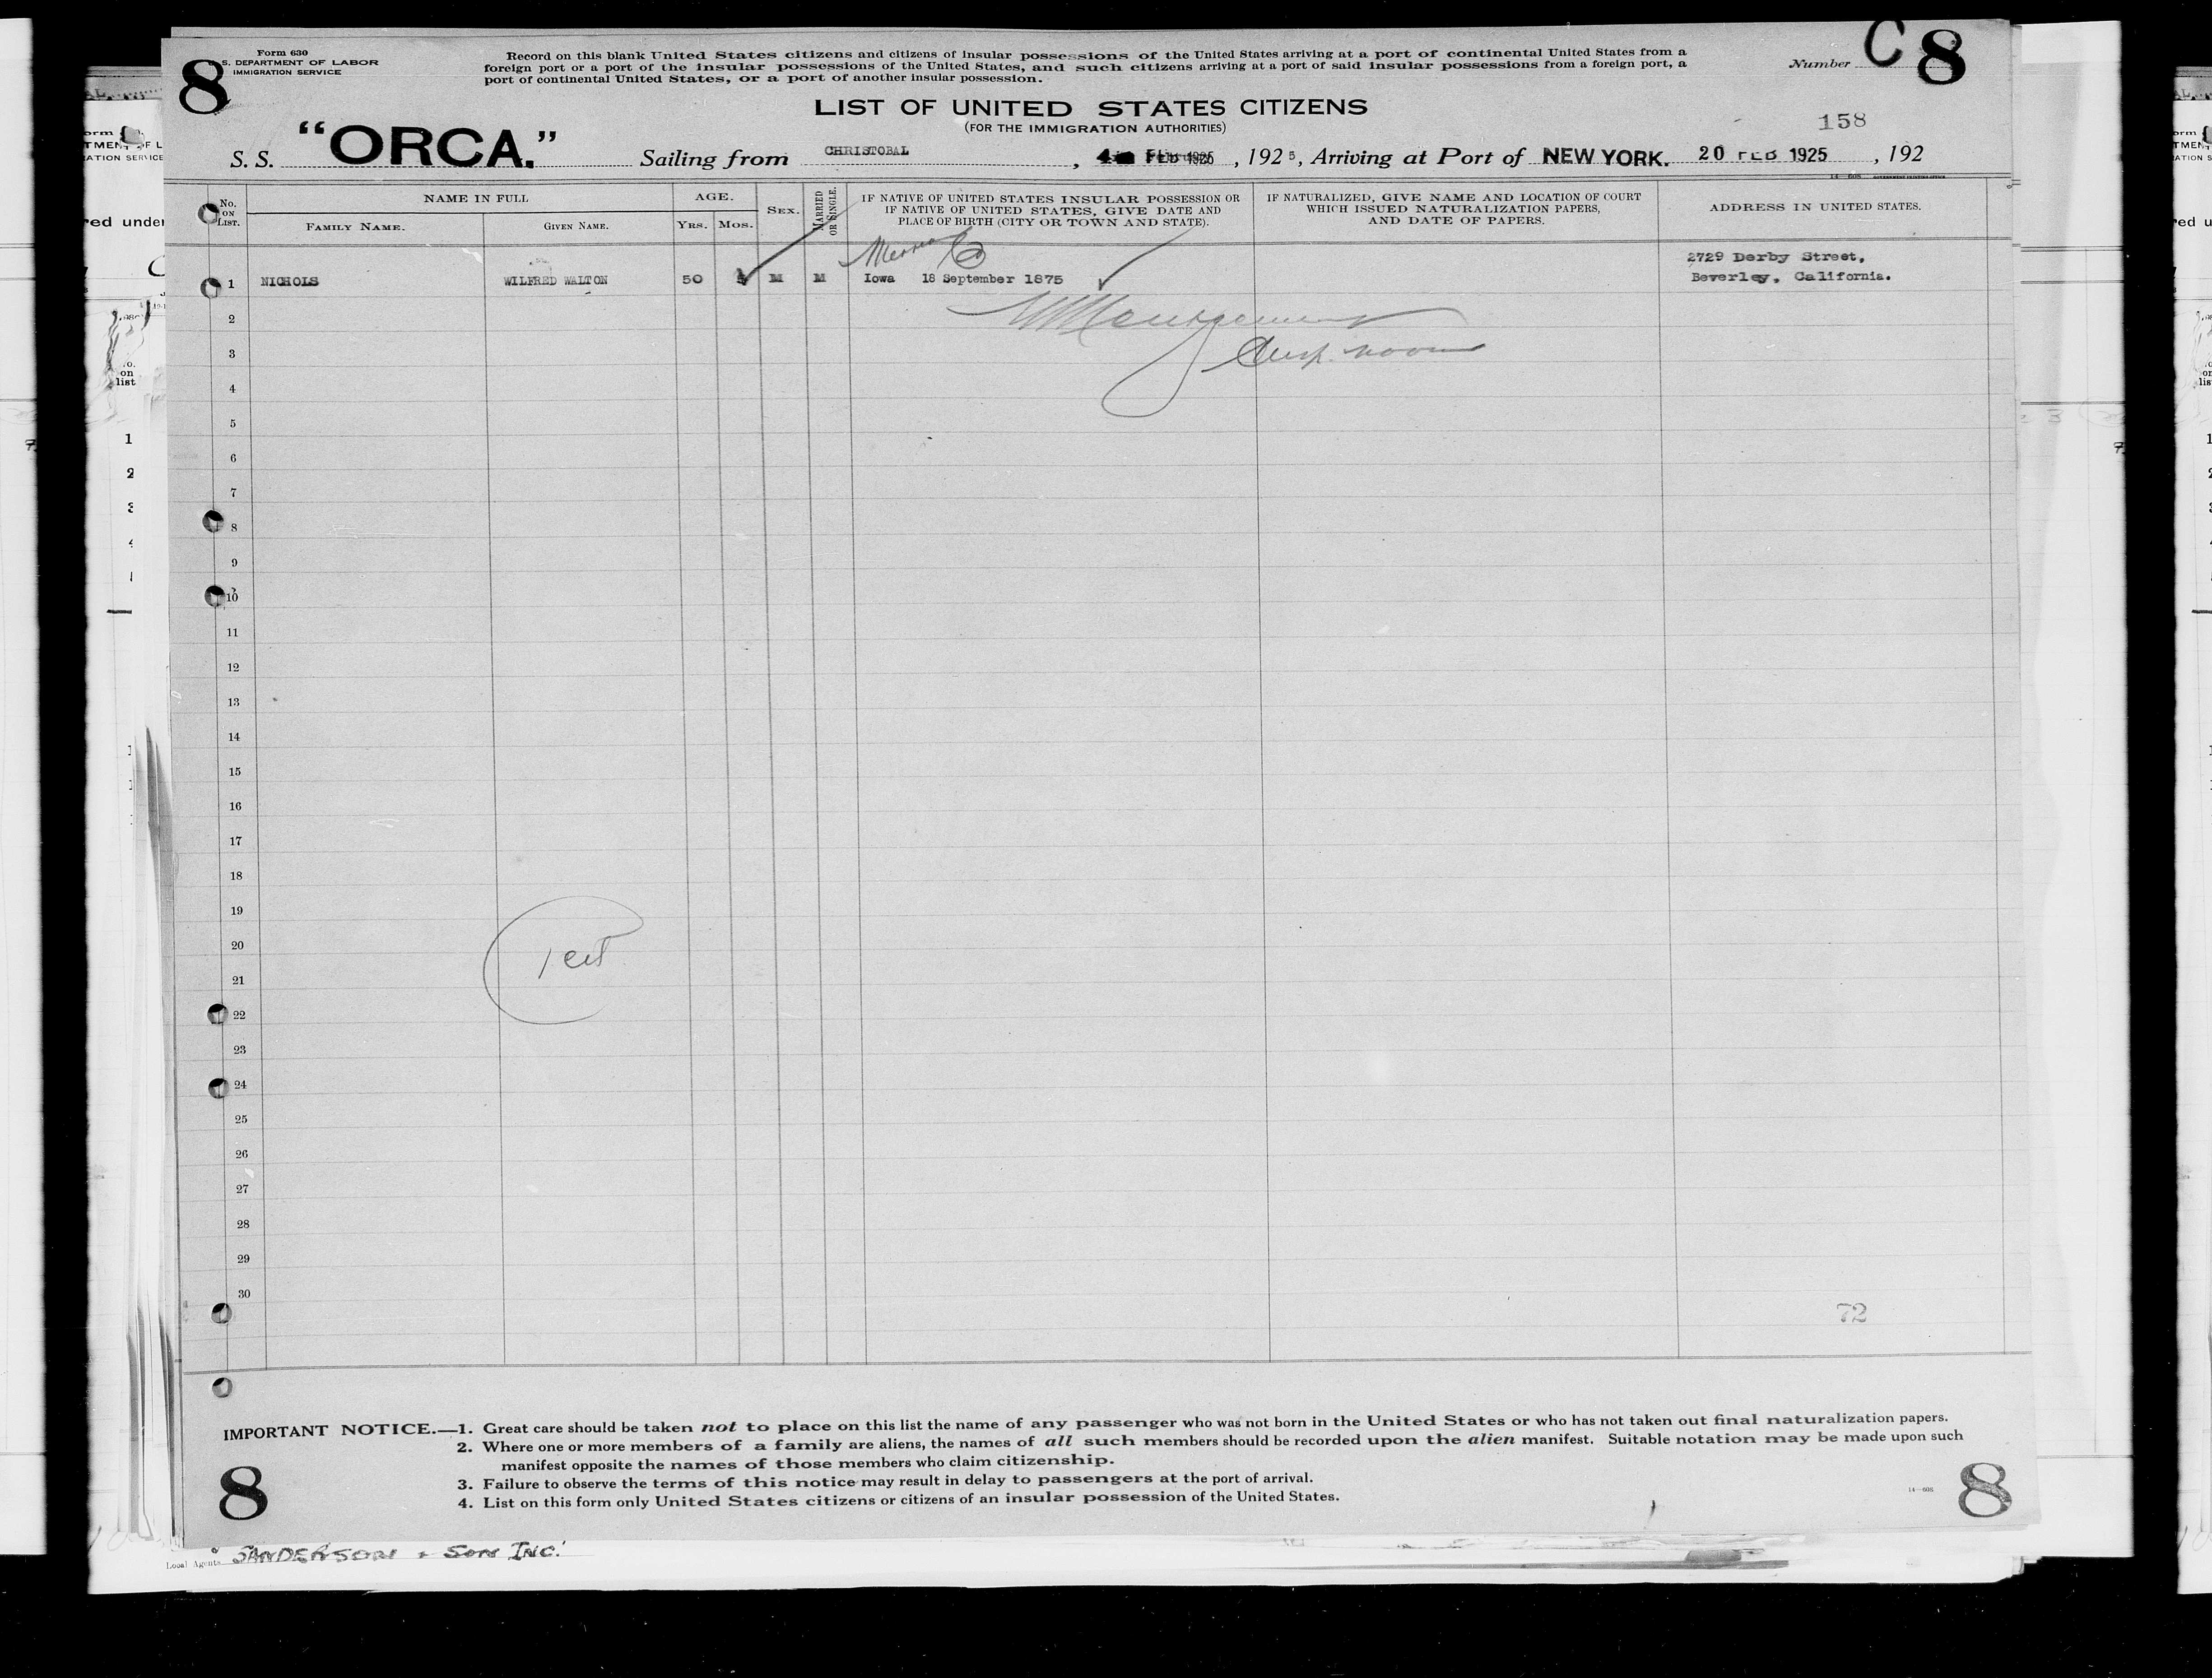 Form 630
S. DEPARTMENT OF LABOR
IMMIGRATION SERVICE
8
Record on this blank United States citizens and citizens of insular possessions of the United States arriving at a port of continental United States from a
foreign port or a port of the insular possessions of the United States, and such citizens arriving at a port of said insular possessions from a foreign port, a
port of continental United States, or a port of another insular possession.
Number C 8
LIST OF UNITED STATES CITIZENS
(FOR THE IMMIGRATION AUTHORITIES)
158
S. S. "ORCA." Sailing from CHRISTOBAL, 4 Feb 1925, 1925, Arriving at Port of NEW YORK. 20 FEB 1925, 192
No. ON LIST.
NAME IN FULL
FAMILY NAME.
GIVEN NAME.
AGE.
YRS.
MOS.
SEX.
MARRIED OR SINGLE.
IF NATIVE OF UNITED STATES INSULAR POSSESSION OR
IF NATIVE OF UNITED STATES, GIVE DATE AND
PLACE OF BIRTH (CITY OR TOWN AND STATE).
IF NATURALIZED, GIVE NAME AND LOCATION OF COURT
WHICH ISSUED NATURALIZATION PAPERS,
AND DATE OF PAPERS.
ADDRESS IN UNITED STATES.
2729 Derby Street,
1 NICHOLS WILFRED WALTON 50 M M Iowa 18 September 1875 Beverley, California.
2
3
4
5
6
7
8
9
10
11
12
13
14
15
16
17
18
19
20
1 cit
21
22
23
24
25
26
27
28
29
30
72
IMPORTANT NOTICE.—1. Great care should be taken not to place on this list the name of any passenger who was not born in the United States or who has not taken out final naturalization papers.
2. Where one or more members of a family are aliens, the names of all such members should be recorded upon the alien manifest. Suitable notation may be made upon such
manifest opposite the names of those members who claim citizenship.
3. Failure to observe the terms of this notice may result in delay to passengers at the port of arrival.
4. List on this form only United States citizens or citizens of an insular possession of the United States.
14—608
8
8
Local Agents SANDERSON & SON INC.